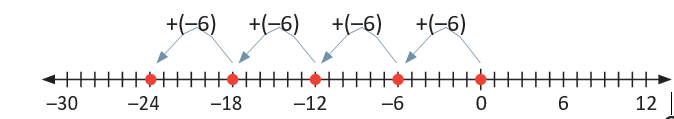 +(–6) +(–6) +(–6) +(–6)
–30 –24 –18 –12 –6 0 6 12